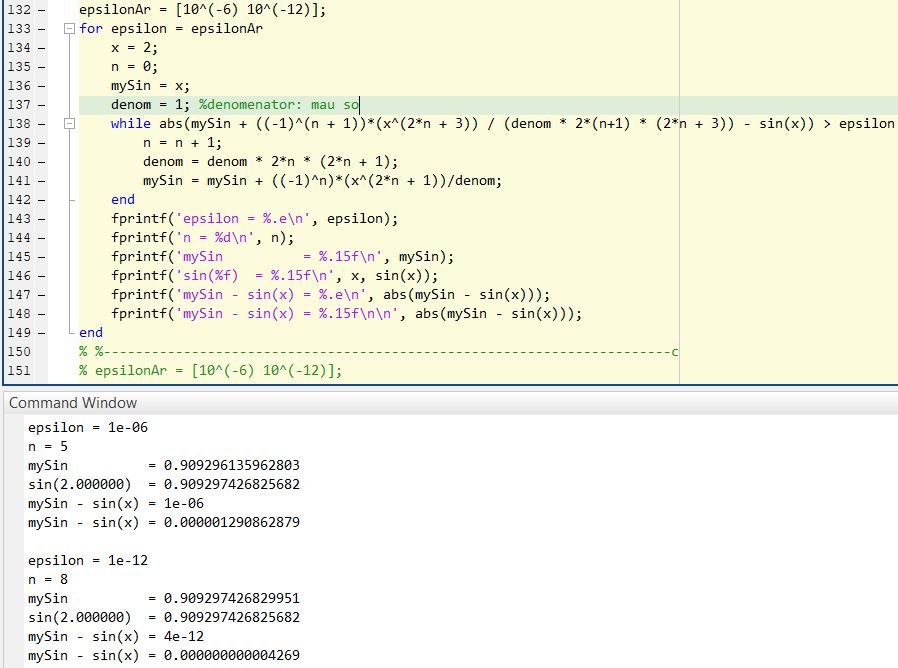 132 – epsilonAr = [10^(-6) 10^(-12)];
133 – for epsilon = epsilonAr
134 – x = 2;
135 – n = 0;
136 – mySin = x;
137 – denom = 1; %denomenator: mau so
138 – while abs(mySin + ((-1)^(n + 1))*(x^(2*n + 3)) / (denom * 2*(n+1) * (2*n + 3)) - sin(x)) > epsilon
139 – n = n + 1;
140 – denom = denom * 2*n * (2*n + 1);
141 – mySin = mySin + ((-1)^n)*(x^(2*n + 1))/denom;
142 – end
143 – fprintf('epsilon = %.e\n', epsilon);
144 – fprintf('n = %d\n', n);
145 – fprintf('mySin          = %.15f\n', mySin);
146 – fprintf('sin(%f)  = %.15f\n', x, sin(x));
147 – fprintf('mySin - sin(x) = %.e\n', abs(mySin - sin(x)));
148 – fprintf('mySin - sin(x) = %.15f\n\n', abs(mySin - sin(x)));
149 – end
150 % %-----------------------------------------------------------------------c
151 % epsilonAr = [10^(-6) 10^(-12)];
Command Window
epsilon = 1e-06
n = 5
mySin          = 0.909296135962803
sin(2.000000)  = 0.909297426825682
mySin - sin(x) = 1e-06
mySin - sin(x) = 0.000001290862879
epsilon = 1e-12
n = 8
mySin          = 0.909297426829951
sin(2.000000)  = 0.909297426825682
mySin - sin(x) = 4e-12
mySin - sin(x) = 0.000000000004269